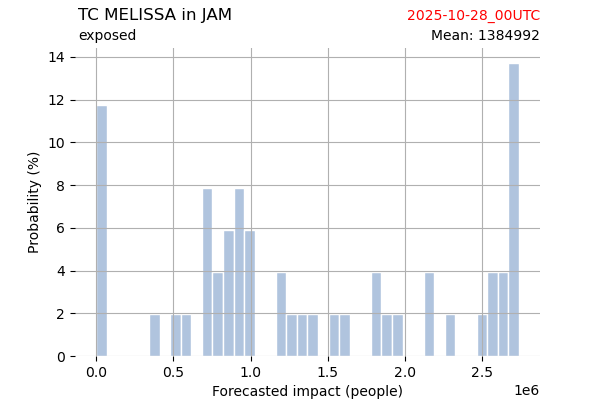 TC MELISSA in JAM
2025-10-28_00UTC
exposed
Mean: 1384992
Probability (%)
14
12
10
8
6
4
2
0
0.0 0.5 1.0 1.5 2.0 2.5
1e6
Forecasted impact (people)